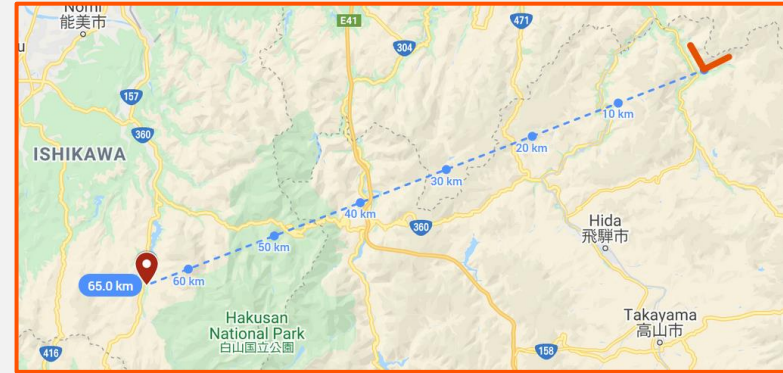 Nomi
能美市
u
E41
471
304
157
10 km
360
20 km
ISHIKAWA
30 km
40 km
Hida
飛騨市
360
50 km
60 km
65.0 km
Hakusan
National Park
白山国立公園
Takayama
高山市
416
158